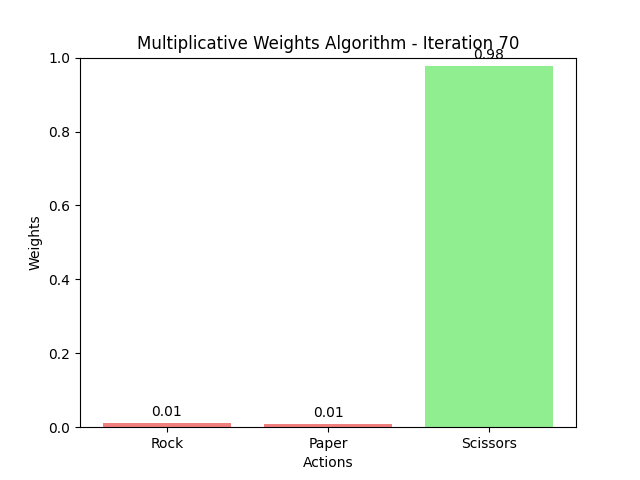 Multiplicative Weights Algorithm - Iteration 70
0.98
1.0
0.8
0.6
0.4
0.2
0.0
Weights
0.01
0.01
Rock Paper Scissors
Actions